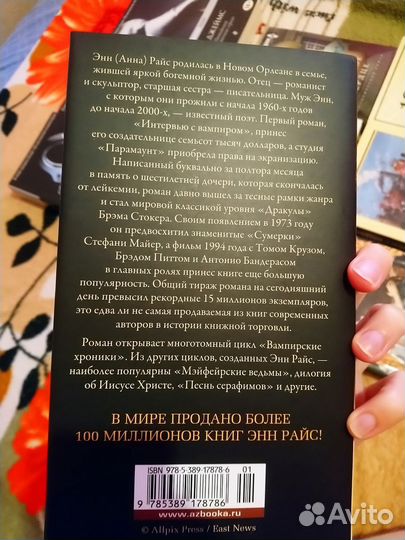 ДЖЕЙМС
Энн (Анна) Райс родилась в Новом Орлеане в семье,
жившей яркой богемной жизнью. Отец — романист
и скульптор, старшая сестра — писательница. Муж Энн,
с которым они прожили с начала 1960-х годов
до начала 2000-х, — известный поэт. Первый роман,
«Интервью с вампиром», принес
его создательнице семьсот тысяч долларов, а студия
«Парамаунт» приобрела права на экранизацию.
Написанный буквально за полтора месяца
в память о шестилетней дочери, которая скончалась
от лейкемии, роман давно вышел за тесные рамки жанра
и стал мировой классикой уровня «Дракулы»
Брэма Стокера. Своим появлением в 1973 году
он предвосхитил знаменитые «Сумерки»
Стефани Майер, а фильм 1994 года с Томом Крузом,
Брэдом Питтом и Антонио Бандерасом
в главных ролях принес книге еще большую
популярность. Общий тираж романа на сегодняшний
день превысил рекордные 15 миллионов экземпляров,
это едва ли не самая продаваемая из книг современных
авторов в истории книжной торговли.
Роман открывает многотомный цикл «Вампирские
хроники». Из других циклов, созданных Энн Райс, —
наиболее популярны «Мэйфейрские ведьмы», дилогия
об Иисусе Христе, «Песнь серафимов» и другие.
В МИРЕ ПРОДАНО БОЛЕЕ
100 МИЛЛИОНОВ КНИГ ЭНН РАЙС!
ISBN 978-5-389-17878-6 01
9 785389 178786
www.azbooka.ru
© Allpix Press / East News
Avito